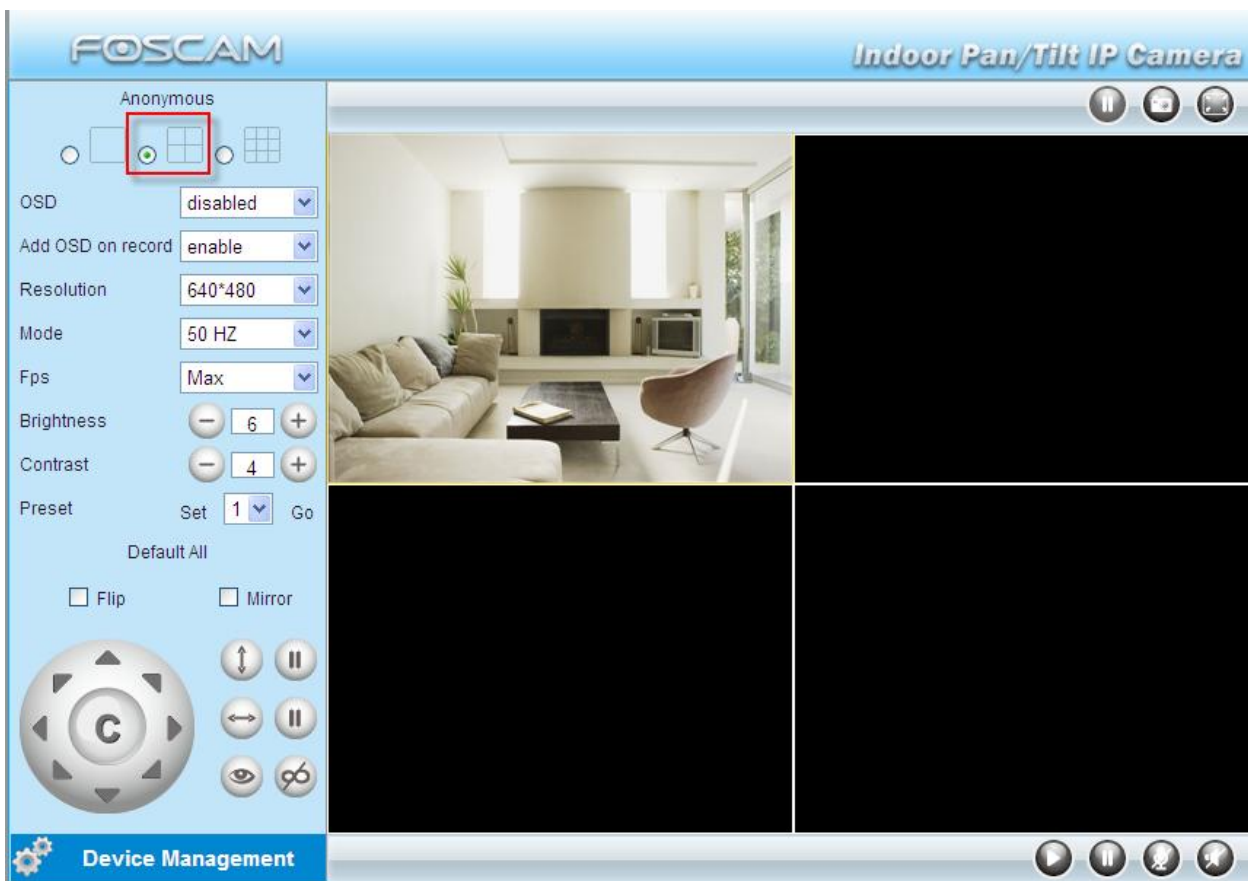 FOSCAM
Indoor Pan/Tilt IP Camera
Anonymous
OSD disabled
Add OSD on record enable
Resolution 640*480
Mode 50 HZ
Fps Max
Brightness 6
Contrast 4
Preset Set 1 Go
Default All
Flip Mirror
C
Device Management